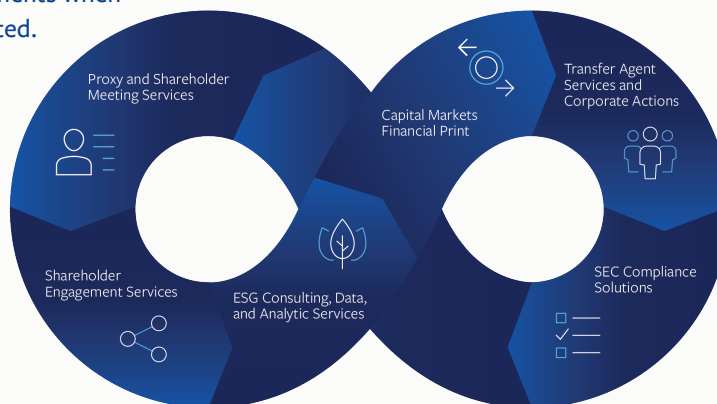 ted.
Proxy and Shareholder
Meeting Services
Capital Markets
Financial Print
Transfer Agent
Services and
Corporate Actions
Shareholder
Engagement Services
ESG Consulting, Data,
and Analytic Services
SEC Compliance
Solutions